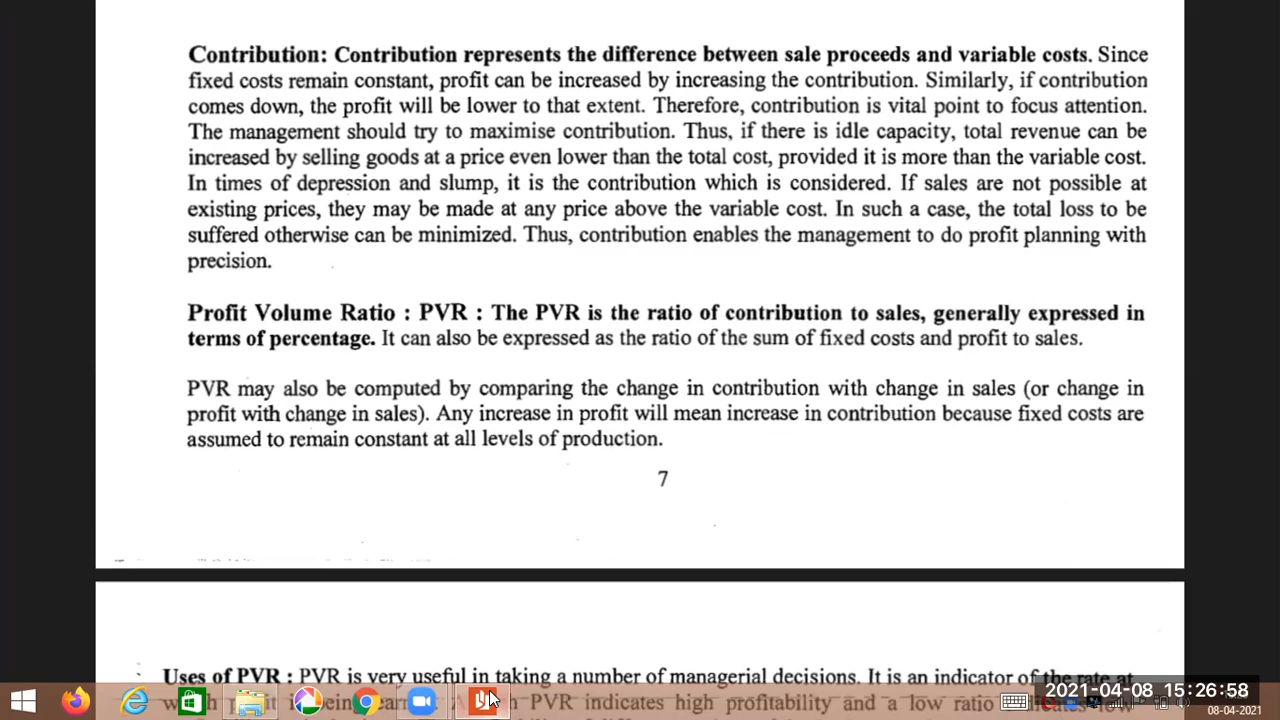 Contribution: Contribution represents the difference between sale proceeds and variable costs. Since
fixed costs remain constant, profit can be increased by increasing the contribution. Similarly, if contribution
comes down, the profit will be lower to that extent. Therefore, contribution is vital point to focus attention.
The management should try to maximise contribution. Thus, if there is idle capacity, total revenue can be
increased by selling goods at a price even lower than the total cost, provided it is more than the variable cost.
In times of depression and slump, it is the contribution which is considered. If sales are not possible at
existing prices, they may be made at any price above the variable cost. In such a case, the total loss to be
suffered otherwise can be minimized. Thus, contribution enables the management to do profit planning with
precision.
Profit Volume Ratio : PVR : The PVR is the ratio of contribution to sales, generally expressed in
terms of percentage. It can also be expressed as the ratio of the sum of fixed costs and profit to sales.
PVR may also be computed by comparing the change in contribution with change in sales (or change in
profit with change in sales). Any increase in profit will mean increase in contribution because fixed costs are
assumed to remain constant at all levels of production.
7
Uses of PVR : PVR is very useful in taking a number of managerial decisions. It is an indicator of the rate at
PVR indicates high profitability and a low ratio
2021-04-08 15:26:58
08-04-2021